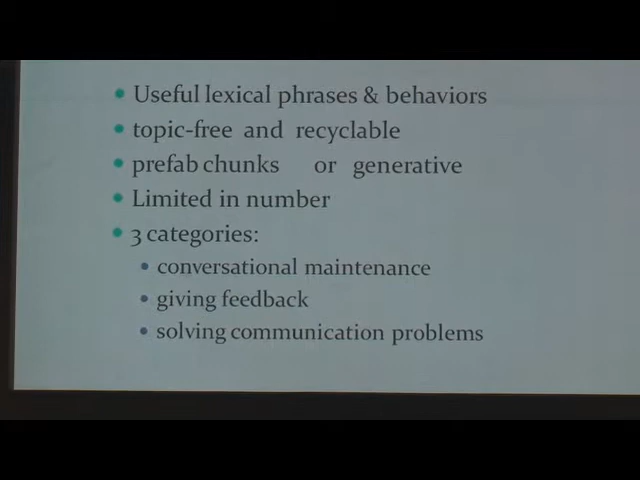 • Useful lexical phrases & behaviors
• topic-free and recyclable
• prefab chunks or generative
• Limited in number
• 3 categories:
• conversational maintenance
• giving feedback
• solving communication problems